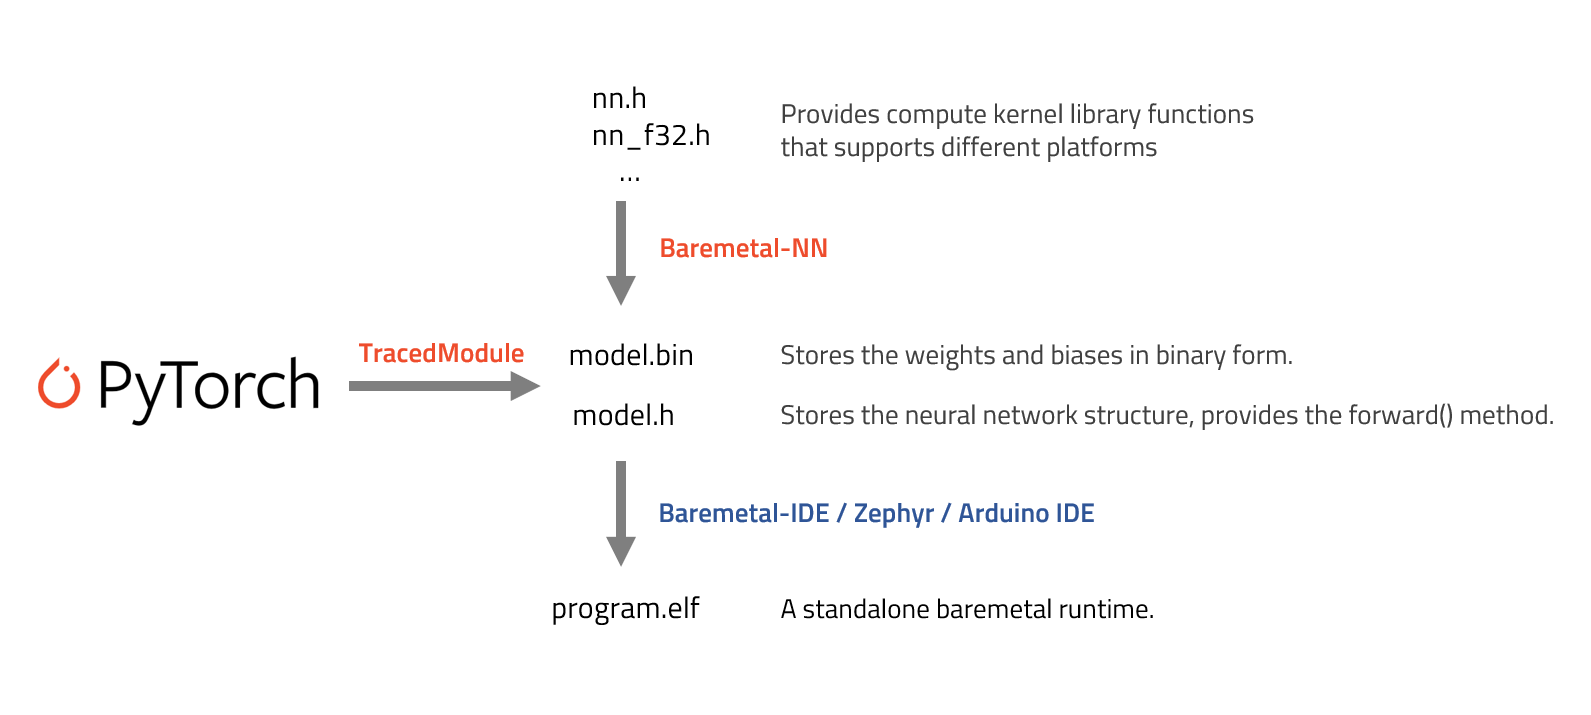 nn.h
nn_f32.h
...
Provides compute kernel library functions
that supports different platforms
Baremetal-NN
PyTorch
TracedModule
model.bin
Stores the weights and biases in binary form.
model.h
Stores the neural network structure, provides the forward() method.
Baremetal-IDE / Zephyr / Arduino IDE
program.elf
A standalone baremetal runtime.